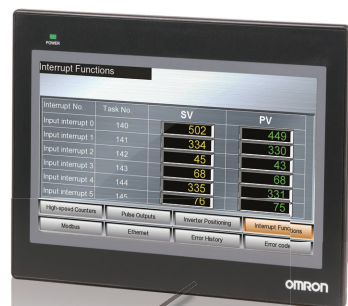 POWER
Interrupt Functions
Interrupt No. Task No. SV PV
Input interrupt 0 140 502 449
Input interrupt 1 141 334 330
Input interrupt 2 142 45 43
Input interrupt 3 143 68 68
Input interrupt 4 144 335 331
Input interrupt 5 145 76 75
High-speed Counters Pulse Outputs Inverter Positioning Interrupt Functions
Modbus Ethernet Error History Error code
OMRON